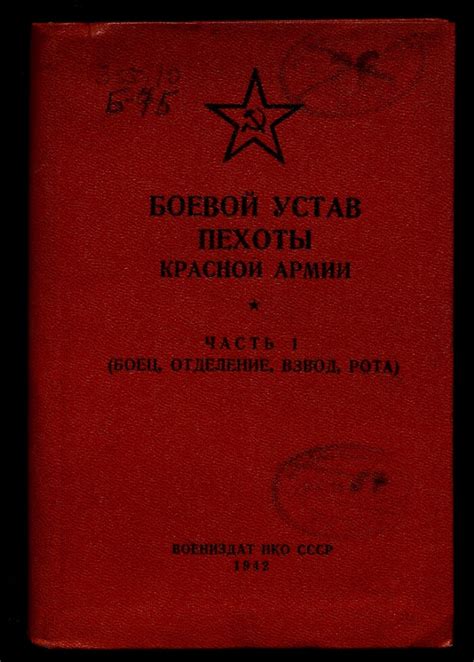 Б-75
БОЕВОЙ УСТАВ
ПЕХОТЫ
КРАСНОЙ АРМИИ
ЧАСТЬ I
(БОЕЦ, ОТДЕЛЕНИЕ, ВЗВОД, РОТА)
ВОЕНИЗДАТ НКО СССР
1942